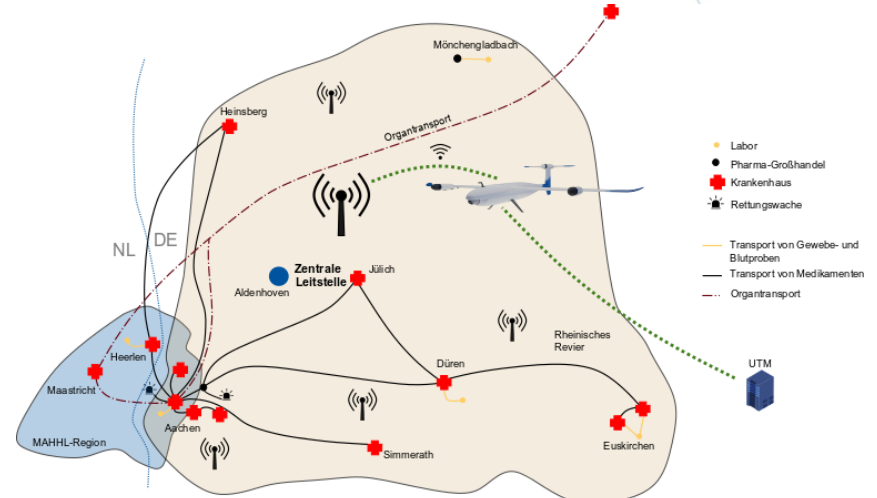 Mönchengladbach
Heinsberg
Organtransport
Labor
Pharma-Großhandel
Krankenhaus
Rettungswache
NL
DE
Transport von Gewebe- und
Blutproben
Transport von Medikamenten
Organtransport
Zentrale
Leitstelle
Jülich
Aldenhoven
Rheinisches
Revier
Heerlen
Düren
UTM
Maastricht
Aachen
MAHHL-Region
Simmerath
Euskirchen